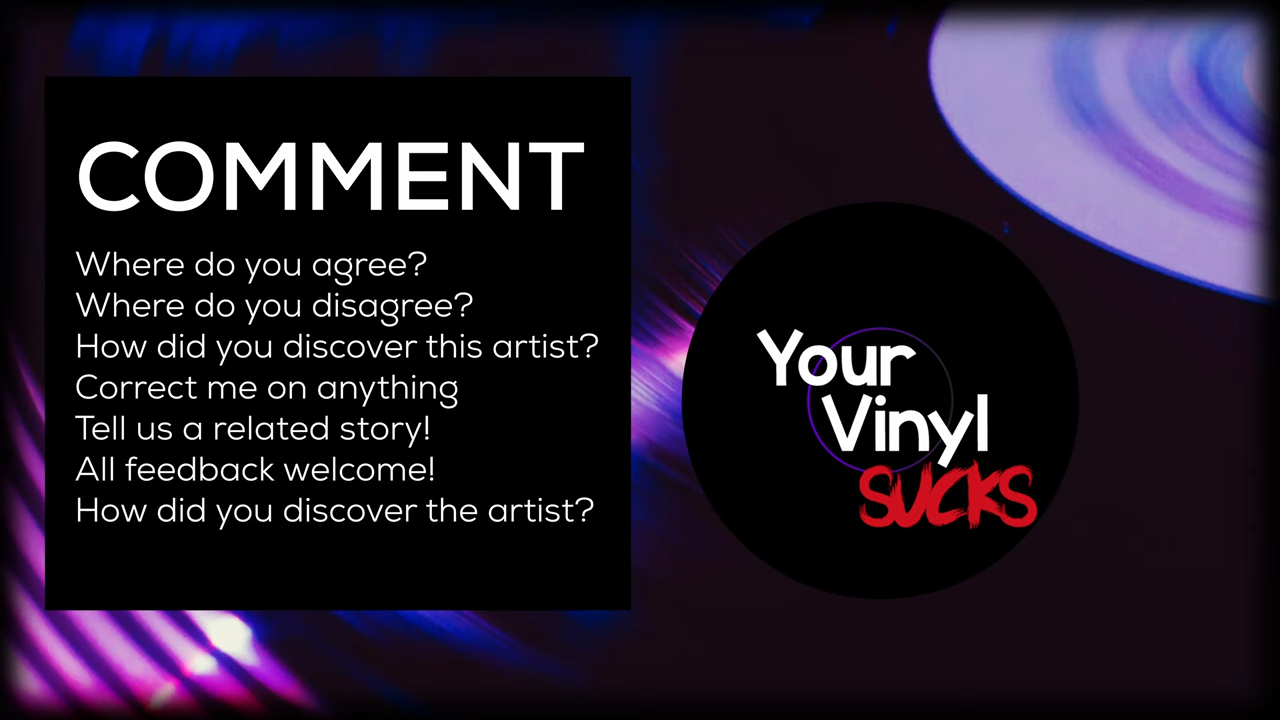 COMMENT
Where do you agree?
Where do you disagree?
How did you discover this artist?
Correct me on anything
Tell us a related story!
All feedback welcome!
How did you discover the artist?
Your
Vinyl
SUCKS